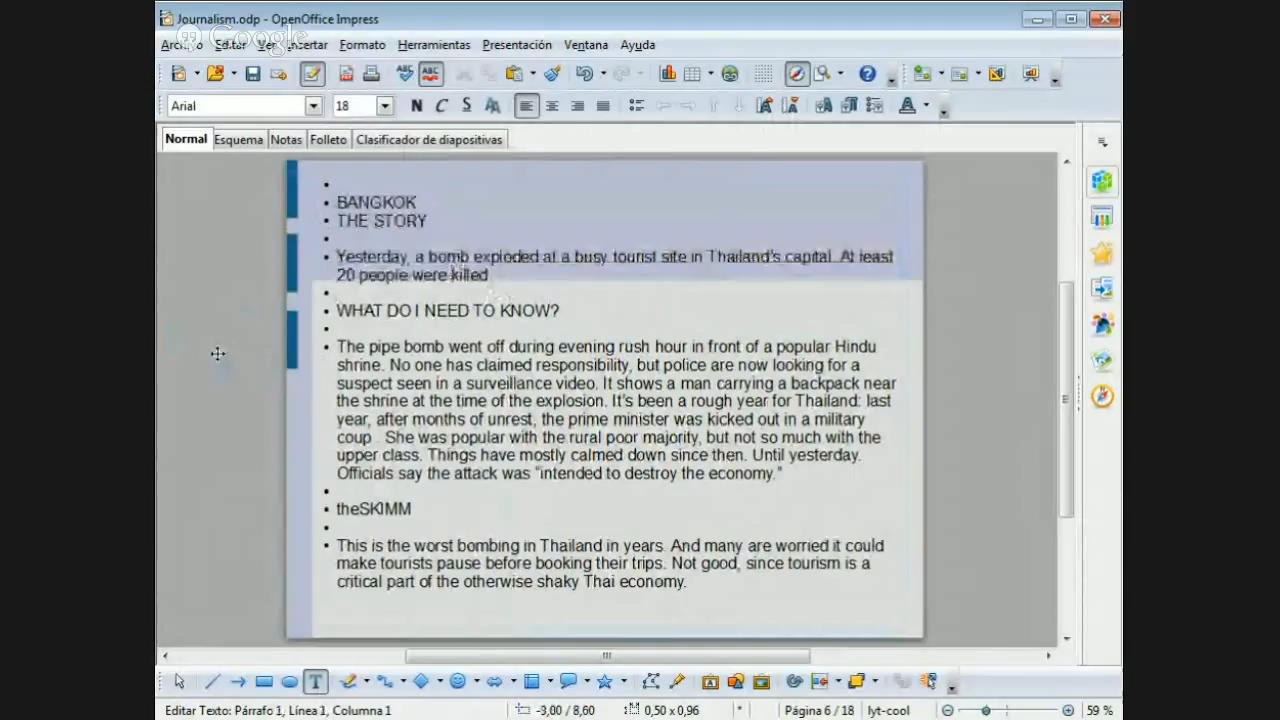 Journalism.odp - OpenOffice Impress
Google
Archivo Editar Ver Insertar Formato Herramientas Presentación Ventana Ayuda
Arial 18 N C S
Normal Esquema Notas Folleto Clasificador de diapositivas
BANGKOK
THE STORY
Yesterday, a bomb exploded at a busy tourist site in Thailand's capital. At least
20 people were killed
WHAT DO I NEED TO KNOW?
The pipe bomb went off during evening rush hour in front of a popular Hindu
shrine. No one has claimed responsibility, but police are now looking for a
suspect seen in a surveillance video. It shows a man carrying a backpack near
the shrine at the time of the explosion. It's been a rough year for Thailand: last
year, after months of unrest, the prime minister was kicked out in a military
coup . She was popular with the rural poor majority, but not so much with the
upper class. Things have mostly calmed down since then. Until yesterday.
Officials say the attack was "intended to destroy the economy."
theSKIMM
This is the worst bombing in Thailand in years. And many are worried it could
make tourists pause before booking their trips. Not good, since tourism is a
critical part of the otherwise shaky Thai economy.
Editar Texto: Párrafo 1, Línea 1, Columna 1 -3,00 / 8,60 0,50 x 0,96 * Página 6 / 18 lyt-cool 59 %